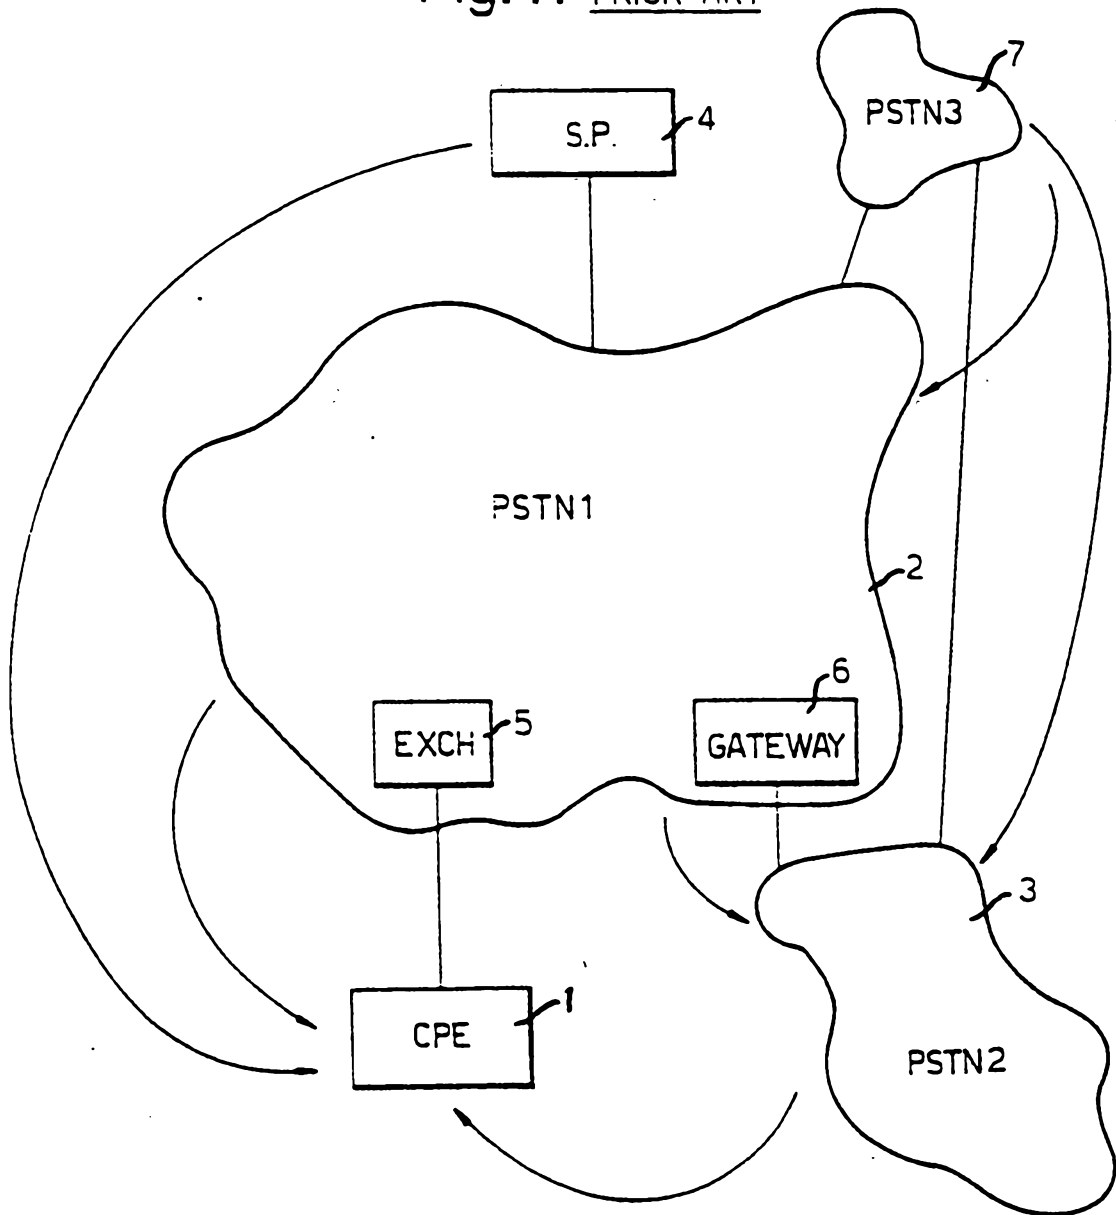 Fig. 1. PRIOR ART
7
PSTN3
S.P.
4
PSTN1
2
6
EXCH
5
GATEWAY
3
1
CPE
PSTN2